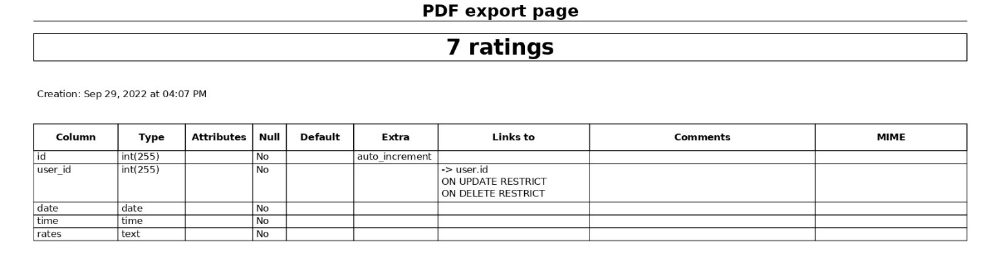 PDF export page
7 ratings
Creation: Sep 29, 2022 at 04:07 PM
Column Type Attributes Null Default Extra Links to Comments MIME
id int(255) No auto_increment
user_id int(255) No -> user.id
ON UPDATE RESTRICT
ON DELETE RESTRICT
date date No
time time No
rates text No